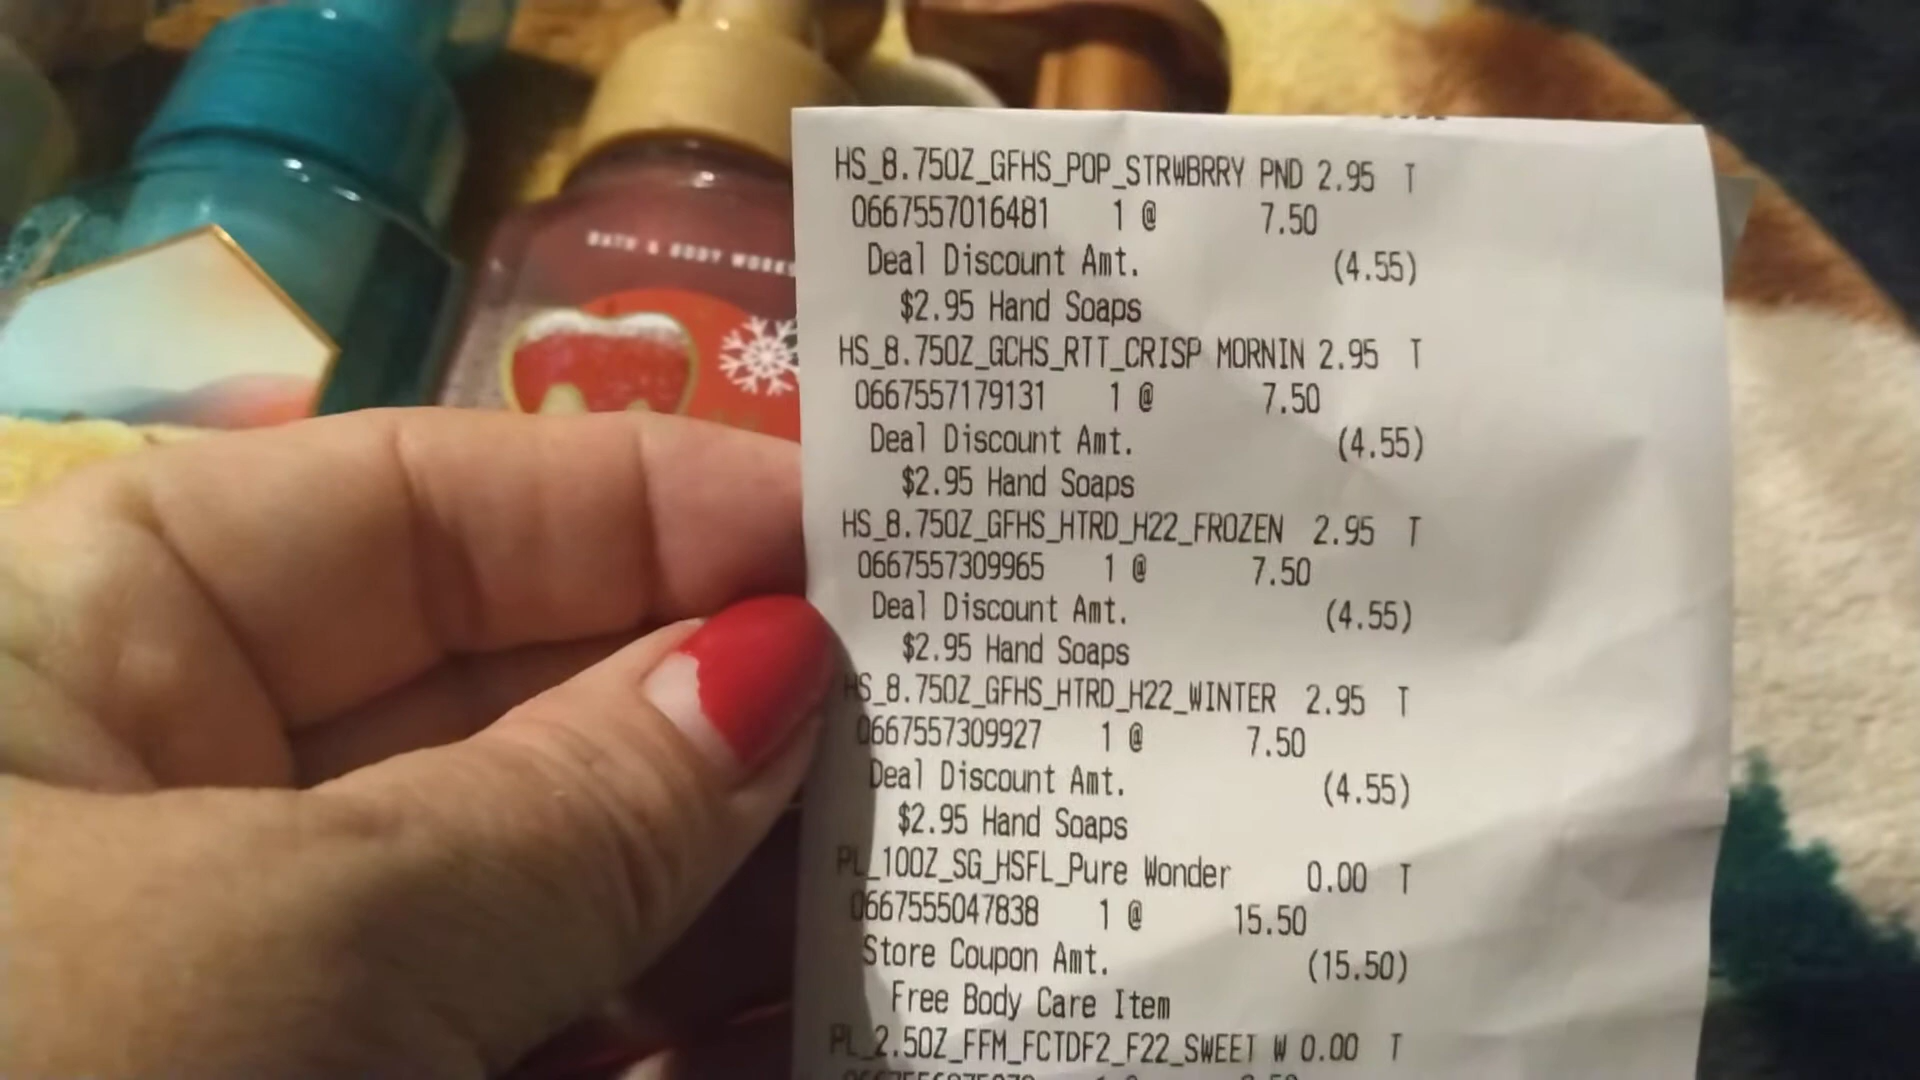 BATH & BODY WORKS
HS_8.75OZ_GFHS_POP_STRWBRRY PND 2.95 T
0667557016481 1 @ 7.50
Deal Discount Amt. (4.55)
$2.95 Hand Soaps
HS_8.75OZ_GCHS_RTT_CRISP MORNIN 2.95 T
0667557179131 1 @ 7.50
Deal Discount Amt. (4.55)
$2.95 Hand Soaps
HS_8.75OZ_GFHS_HTRD_H22_FROZEN 2.95 T
0667557309965 1 @ 7.50
Deal Discount Amt. (4.55)
$2.95 Hand Soaps
HS_8.75OZ_GFHS_HTRD_H22_WINTER 2.95 T
0667557309927 1 @ 7.50
Deal Discount Amt. (4.55)
$2.95 Hand Soaps
PL_10OZ_SG_HSFL_Pure Wonder 0.00 T
0667555047838 1 @ 15.50
Store Coupon Amt. (15.50)
Free Body Care Item
PL_2.5OZ_FFM_FCTDF2_F22_SWEET W 0.00 T